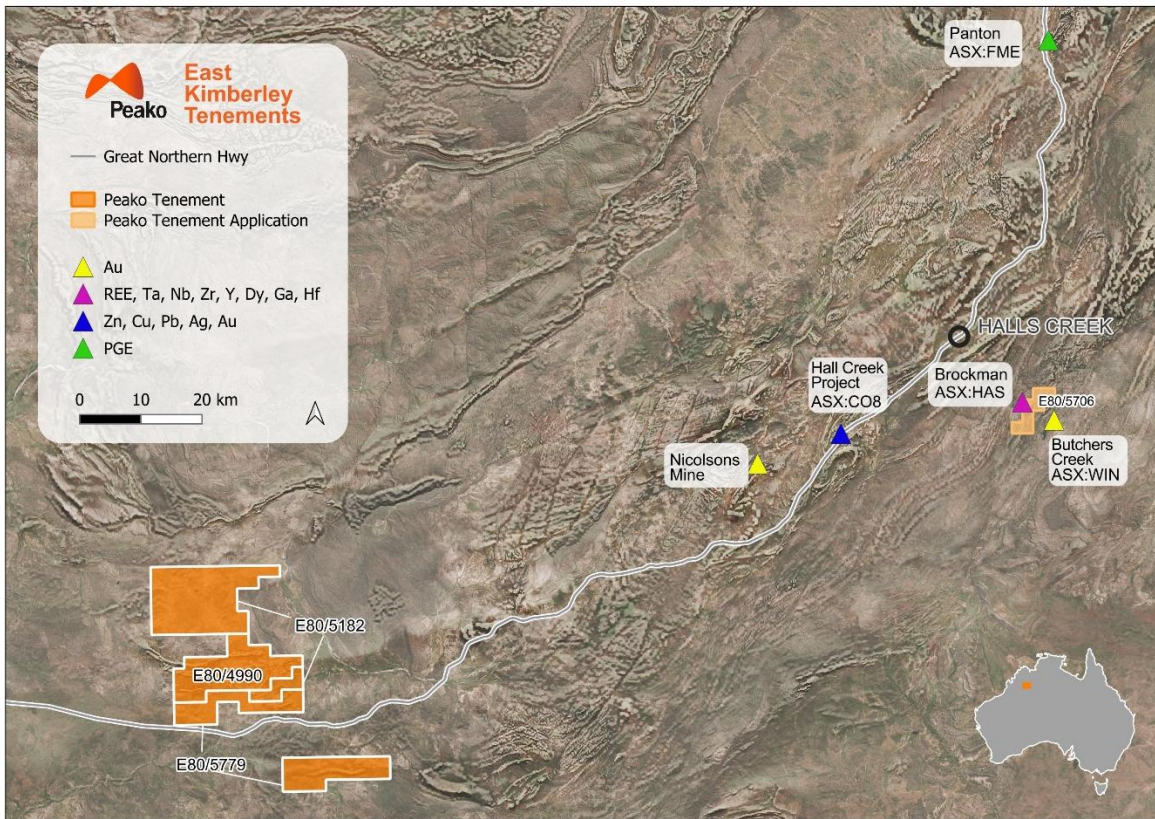 Peako
East
Kimberley
Tenements
Great Northern Hwy
Peako Tenement
Peako Tenement Application
Au
REE, Ta, Nb, Zr, Y, Dy, Ga, Hf
Zn, Cu, Pb, Ag, Au
PGE
0 10 20 km
Panton
ASX:FME
HALLS CREEK
Hall Creek
Project
ASX:CO8
Brockman
ASX:HAS
E80/5706
Butchers
Creek
ASX:WIN
Nicolsons
Mine
E80/5182
E80/4990
E80/5779